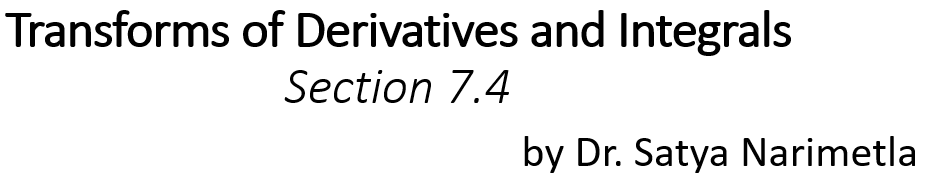 Transforms of Derivatives and Integrals
Section 7.4
by Dr. Satya Narimetla